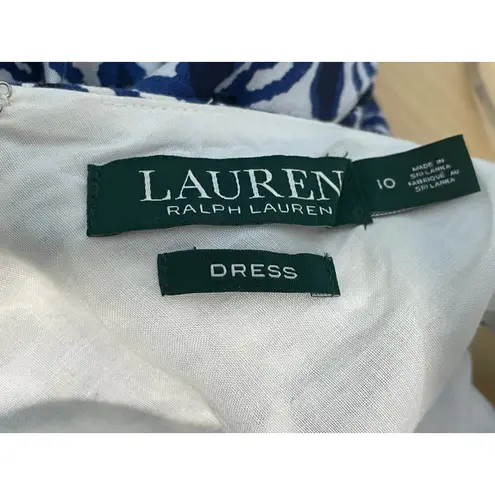 LAUREN
RALPH LAUREN
10
MADE IN
SRI LANKA
FABRIQUÉ AU
SRI LANKA
DRESS